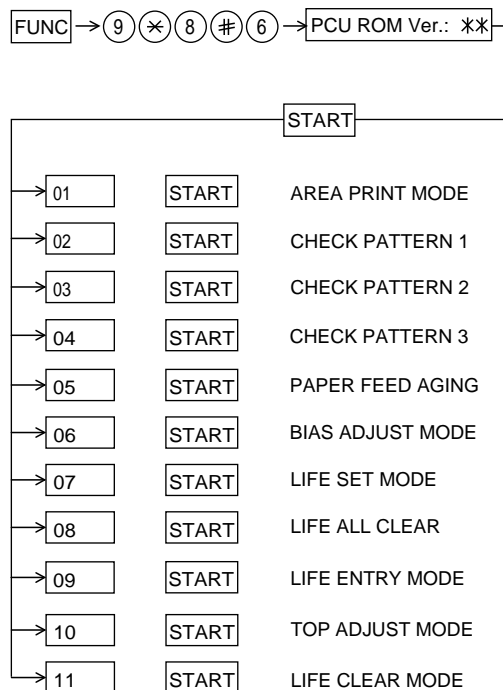 FUNC 9 * 8 # 6 PCU ROM Ver.: **
START
01 START AREA PRINT MODE
02 START CHECK PATTERN 1
03 START CHECK PATTERN 2
04 START CHECK PATTERN 3
05 START PAPER FEED AGING
06 START BIAS ADJUST MODE
07 START LIFE SET MODE
08 START LIFE ALL CLEAR
09 START LIFE ENTRY MODE
10 START TOP ADJUST MODE
11 START LIFE CLEAR MODE